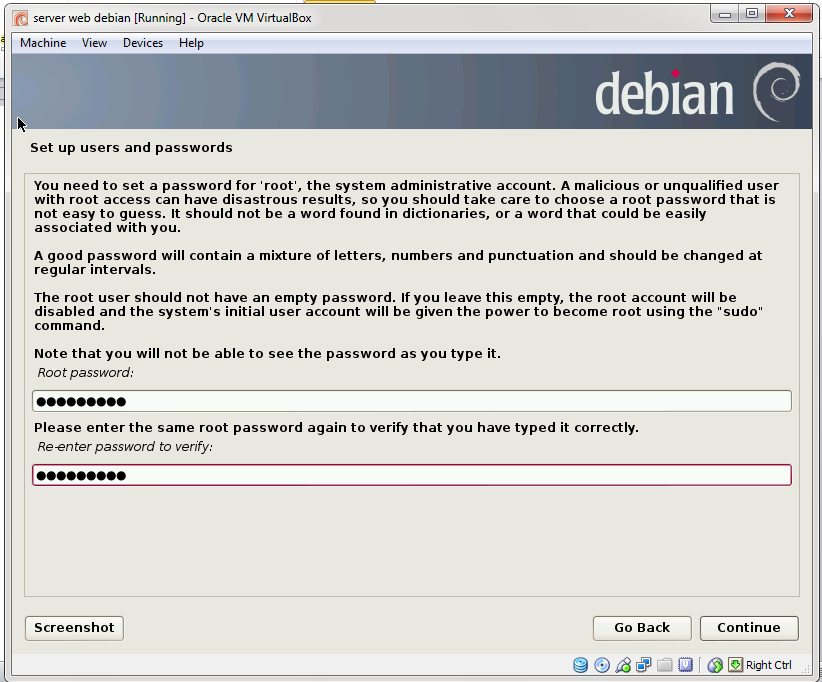 server web debian [Running] - Oracle VM VirtualBox
Machine View Devices Help
debian
Set up users and passwords
You need to set a password for 'root', the system administrative account. A malicious or unqualified user
with root access can have disastrous results, so you should take care to choose a root password that is
not easy to guess. It should not be a word found in dictionaries, or a word that could be easily
associated with you.
A good password will contain a mixture of letters, numbers and punctuation and should be changed at
regular intervals.
The root user should not have an empty password. If you leave this empty, the root account will be
disabled and the system's initial user account will be given the power to become root using the "sudo"
command.
Note that you will not be able to see the password as you type it.
Root password:
●●●●●●●●●
Please enter the same root password again to verify that you have typed it correctly.
Re-enter password to verify:
●●●●●●●●●
Screenshot Go Back Continue
Right Ctrl